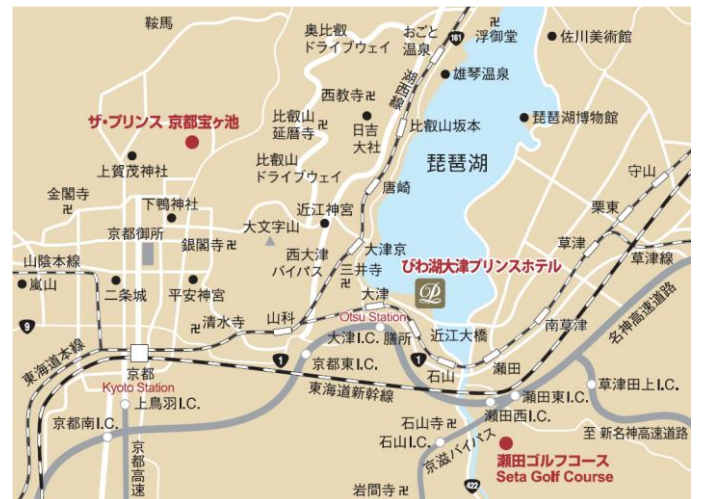 鞍馬
奥比叡
ドライブウェイ
おごと
温泉
161
浮御堂
佐川美術館
雄琴温泉
湖西線
西教寺
ザ・プリンス 京都宝ヶ池
比叡山
延暦寺
日吉
大社
比叡山坂本
琵琶湖博物館
上賀茂神社
比叡山
ドライブウェイ
琵琶湖
守山
金閣寺
下鴨神社
唐崎
栗東
近江神宮
大文字山
京都御所
銀閣寺
西大津
バイパス
大津京
草津
山陰本線
三井寺
びわ湖大津プリンスホテル
草津線
嵐山
二条城
平安神宮
大津
P
名神高速道路
清水寺
山科
Otsu Station
近江大橋
南草津
9
大津I.C.
膳所
東海道本線
1
京都東I.C.
1
石山
瀬田
京都
Kyoto Station
東海道新幹線
瀬田東I.C.
草津田上I.C.
上鳥羽I.C.
瀬田西I.C.
京都南I.C.
石山寺
石山I.C.
京滋バイパス
至 新名神高速道路
京都高速
瀬田ゴルフコース
Seta Golf Course
岩間寺
422